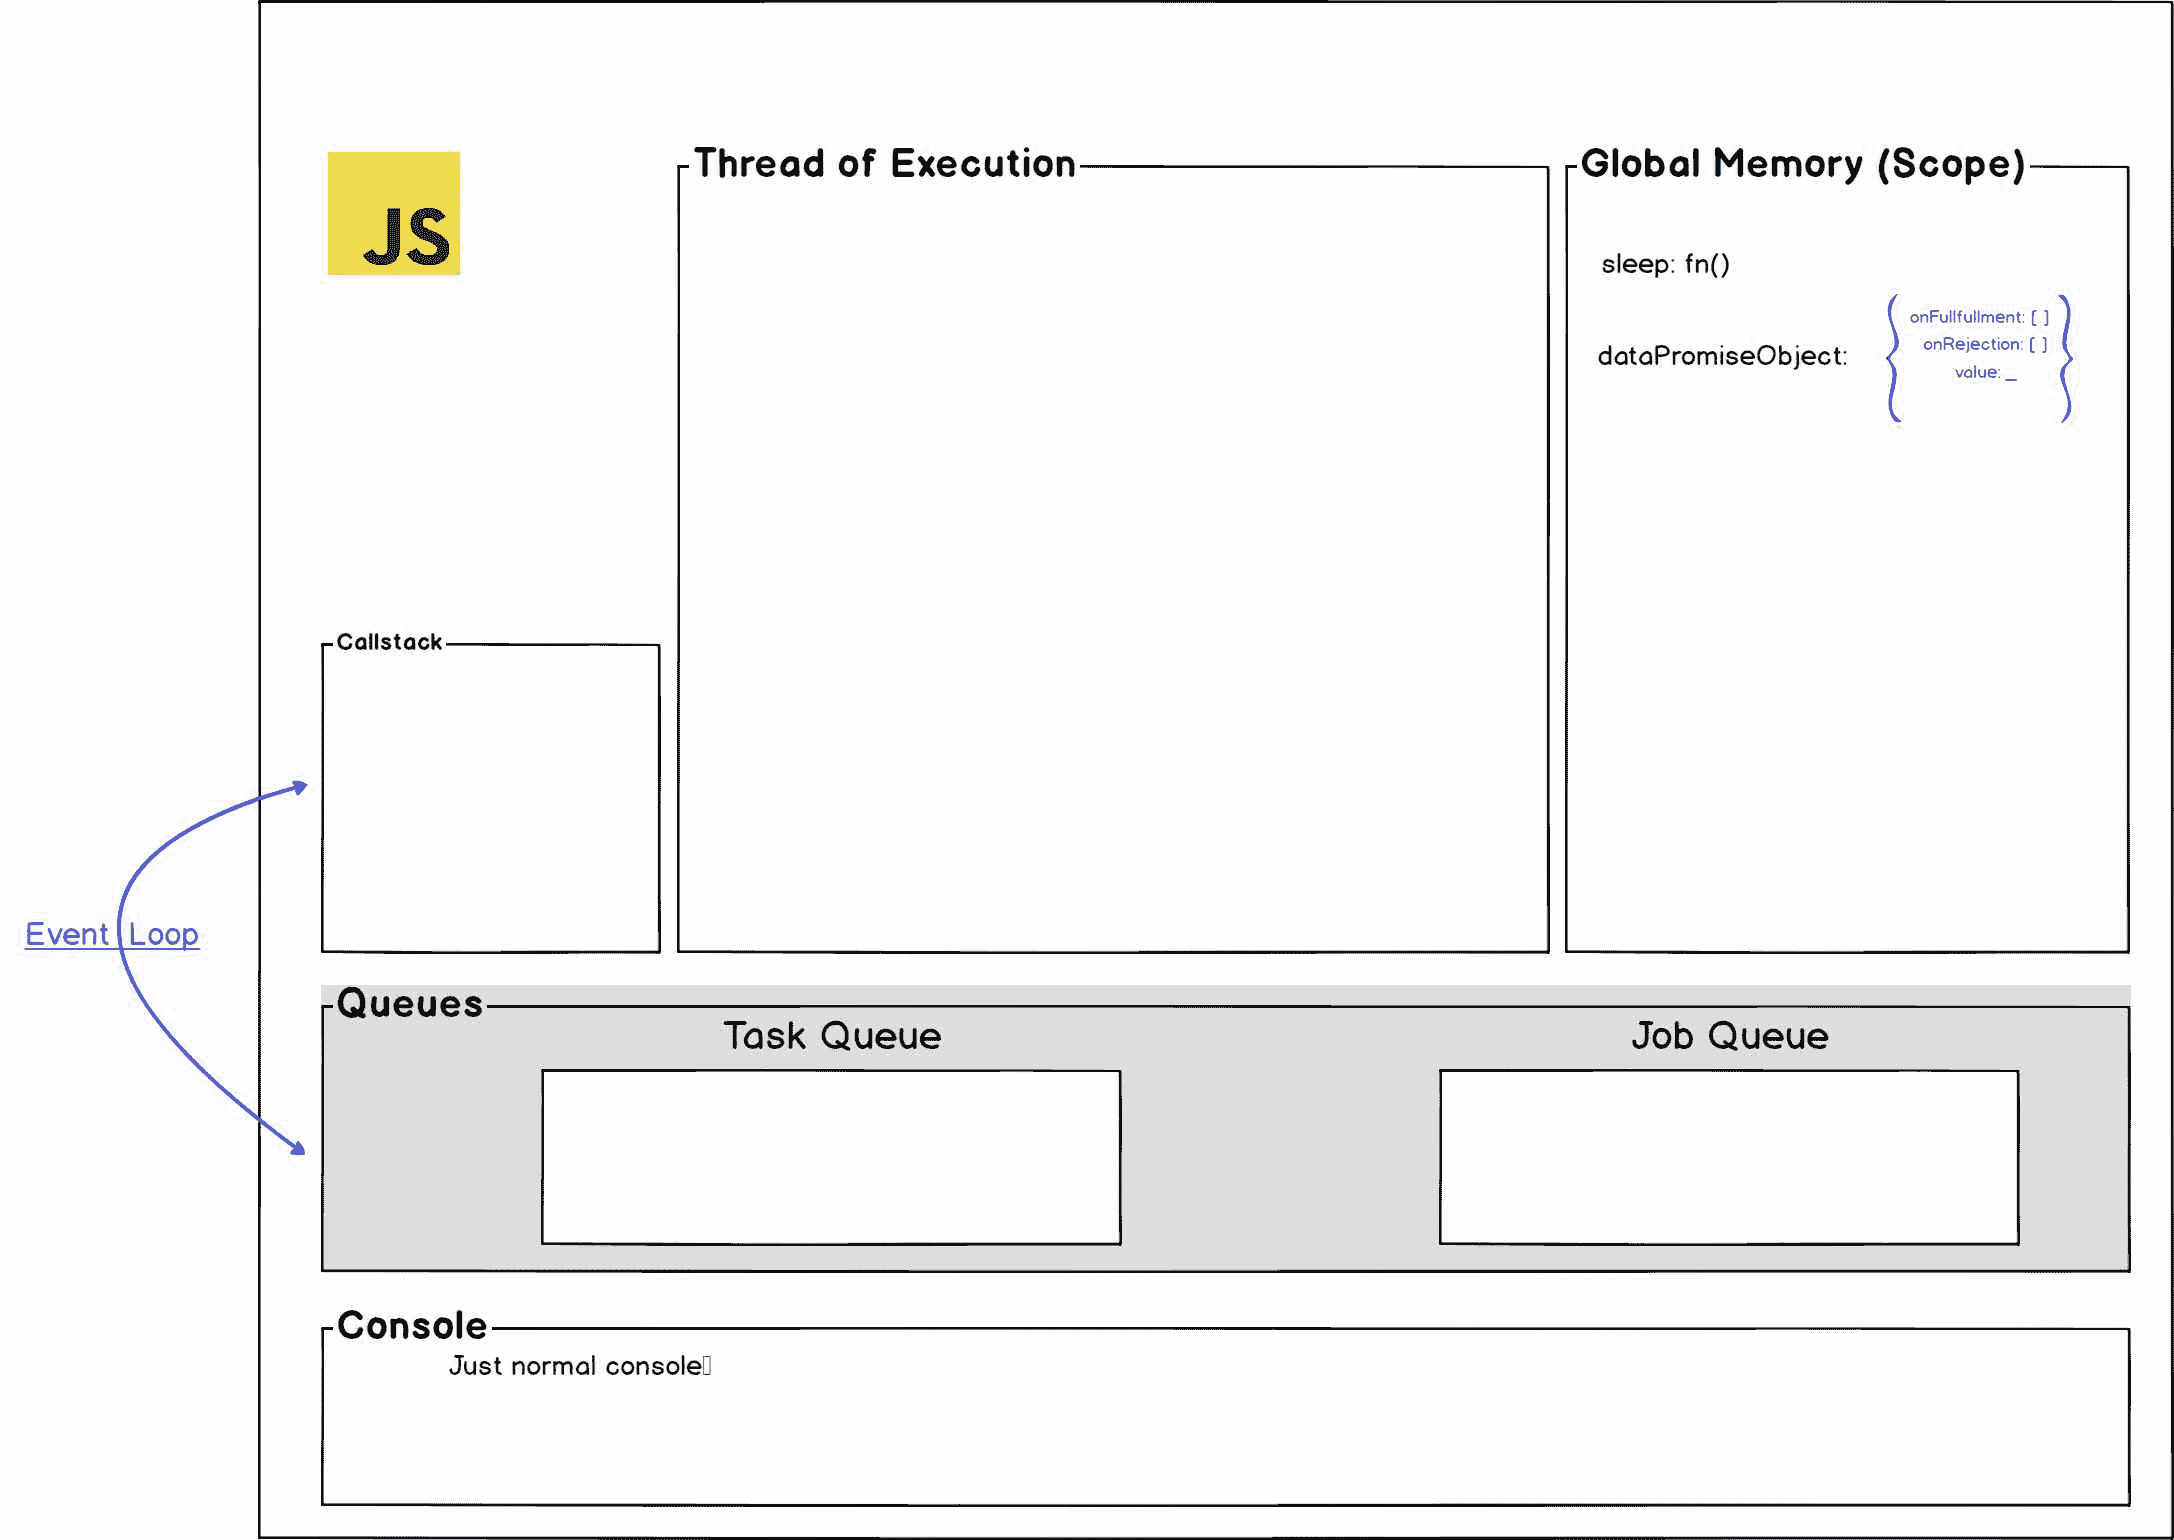 JS
Thread of Execution
Global Memory (Scope)
sleep: fn()
dataPromiseObject:
onFullfullment: [ ]
onRejection: [ ]
value: _
Callstack
Event Loop
Queues
Task Queue
Job Queue
Console
Just normal console